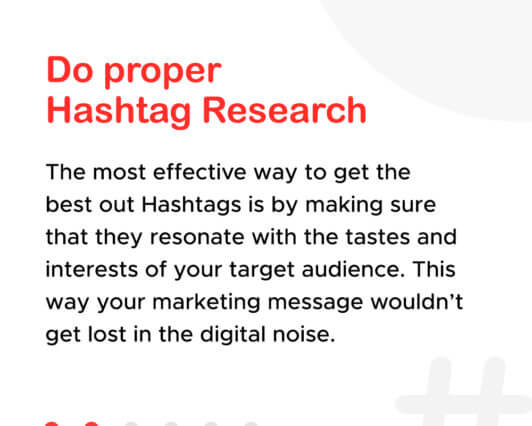 Do proper
Hashtag Research
The most effective way to get the
best out Hashtags is by making sure
that they resonate with the tastes and
interests of your target audience. This
way your marketing message wouldn't
get lost in the digital noise.
#